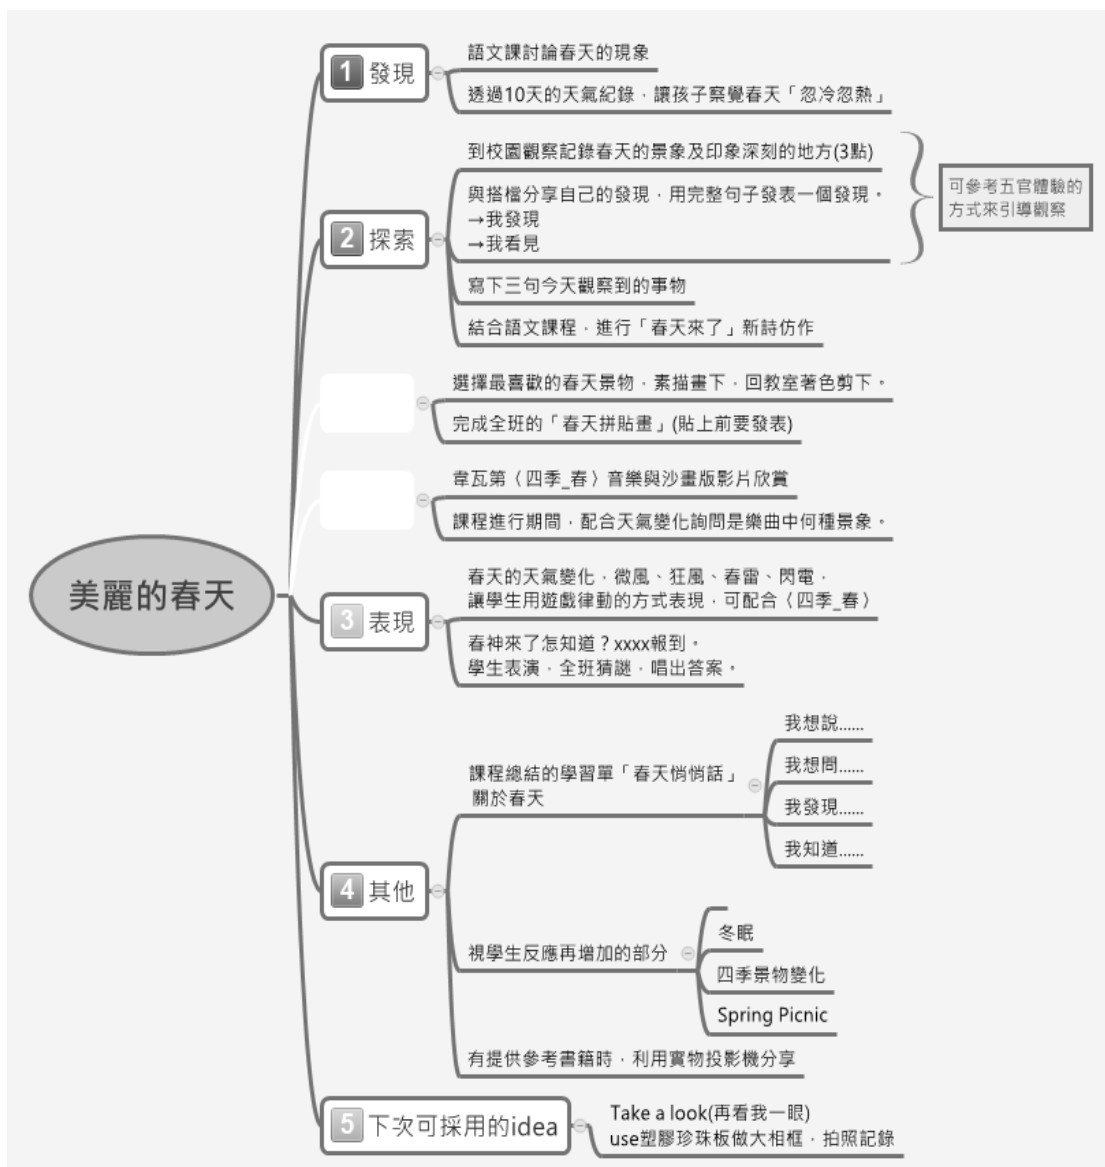 美麗的春天
1 發現
語文課討論春天的現象
透過10天的天氣紀錄，讓孩子察覺春天「忽冷忽熱」
2 探索
到校園觀察記錄春天的景象及印象深刻的地方(3點)
與搭檔分享自己的發現，用完整句子發表一個發現。
→我發現
→我看見
可參考五官體驗的
方式來引導觀察
寫下三句今天觀察到的事物
結合語文課程，進行「春天來了」新詩仿作
選擇最喜歡的春天景物，素描畫下，回教室著色剪下。
完成全班的「春天拼貼畫」(貼上前要發表)
韋瓦第〈四季_春〉音樂與沙畫版影片欣賞
課程進行期間，配合天氣變化詢問是樂曲中何種景象。
3 表現
春天的天氣變化，微風、狂風、春雷、閃電，
讓學生用遊戲律動的方式表現，可配合〈四季_春〉
春神來了怎知道？xxxx報到。
學生表演，全班猜謎，唱出答案。
4 其他
課程總結的學習單「春天悄悄話」
關於春天
我想說......
我想問......
我發現......
我知道......
視學生反應再增加的部分
冬眠
四季景物變化
Spring Picnic
有提供參考書籍時，利用實物投影機分享
5 下次可採用的idea
Take a look(再看我一眼)
use塑膠珍珠板做大相框，拍照記錄